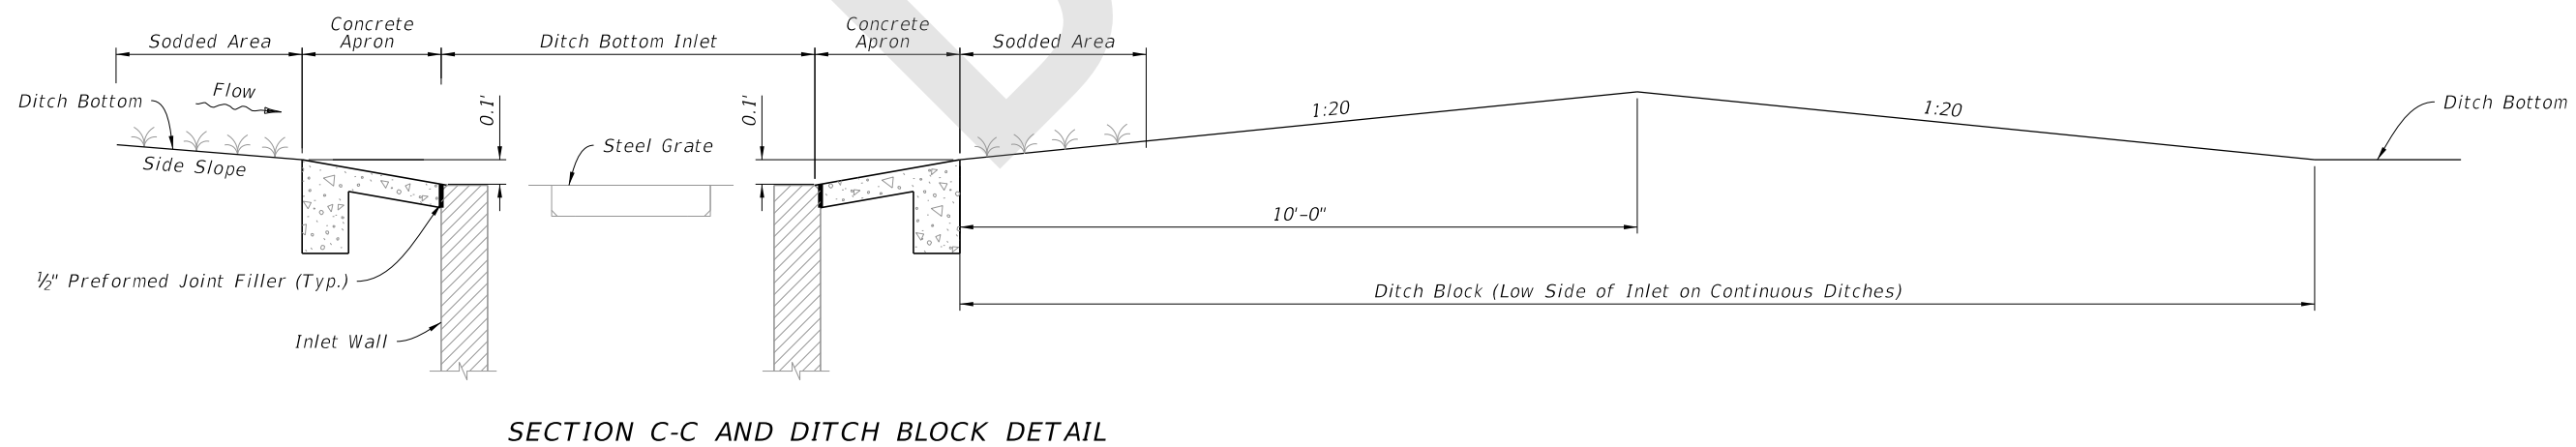 Concrete
Apron
Concrete
Apron
Sodded Area
Ditch Bottom Inlet
Sodded Area
Flow
Ditch Bottom
0.1'
0.1'
1:20
1:20
Ditch Bottom
Side Slope
Steel Grate
10'-0"
½" Preformed Joint Filler (Typ.)
Ditch Block (Low Side of Inlet on Continuous Ditches)
Inlet Wall
SECTION C-C AND DITCH BLOCK DETAIL